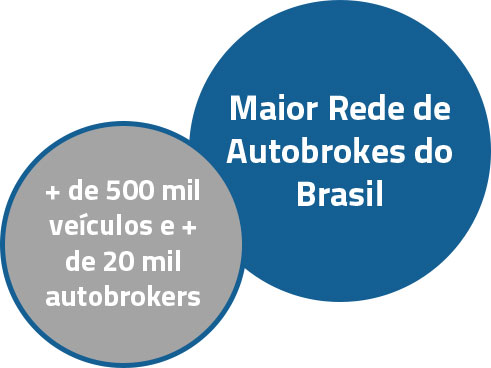 Maior Rede de
Autobrokes do
Brasil
+ de 500 mil
veículos e +
de 20 mil
autobrokers